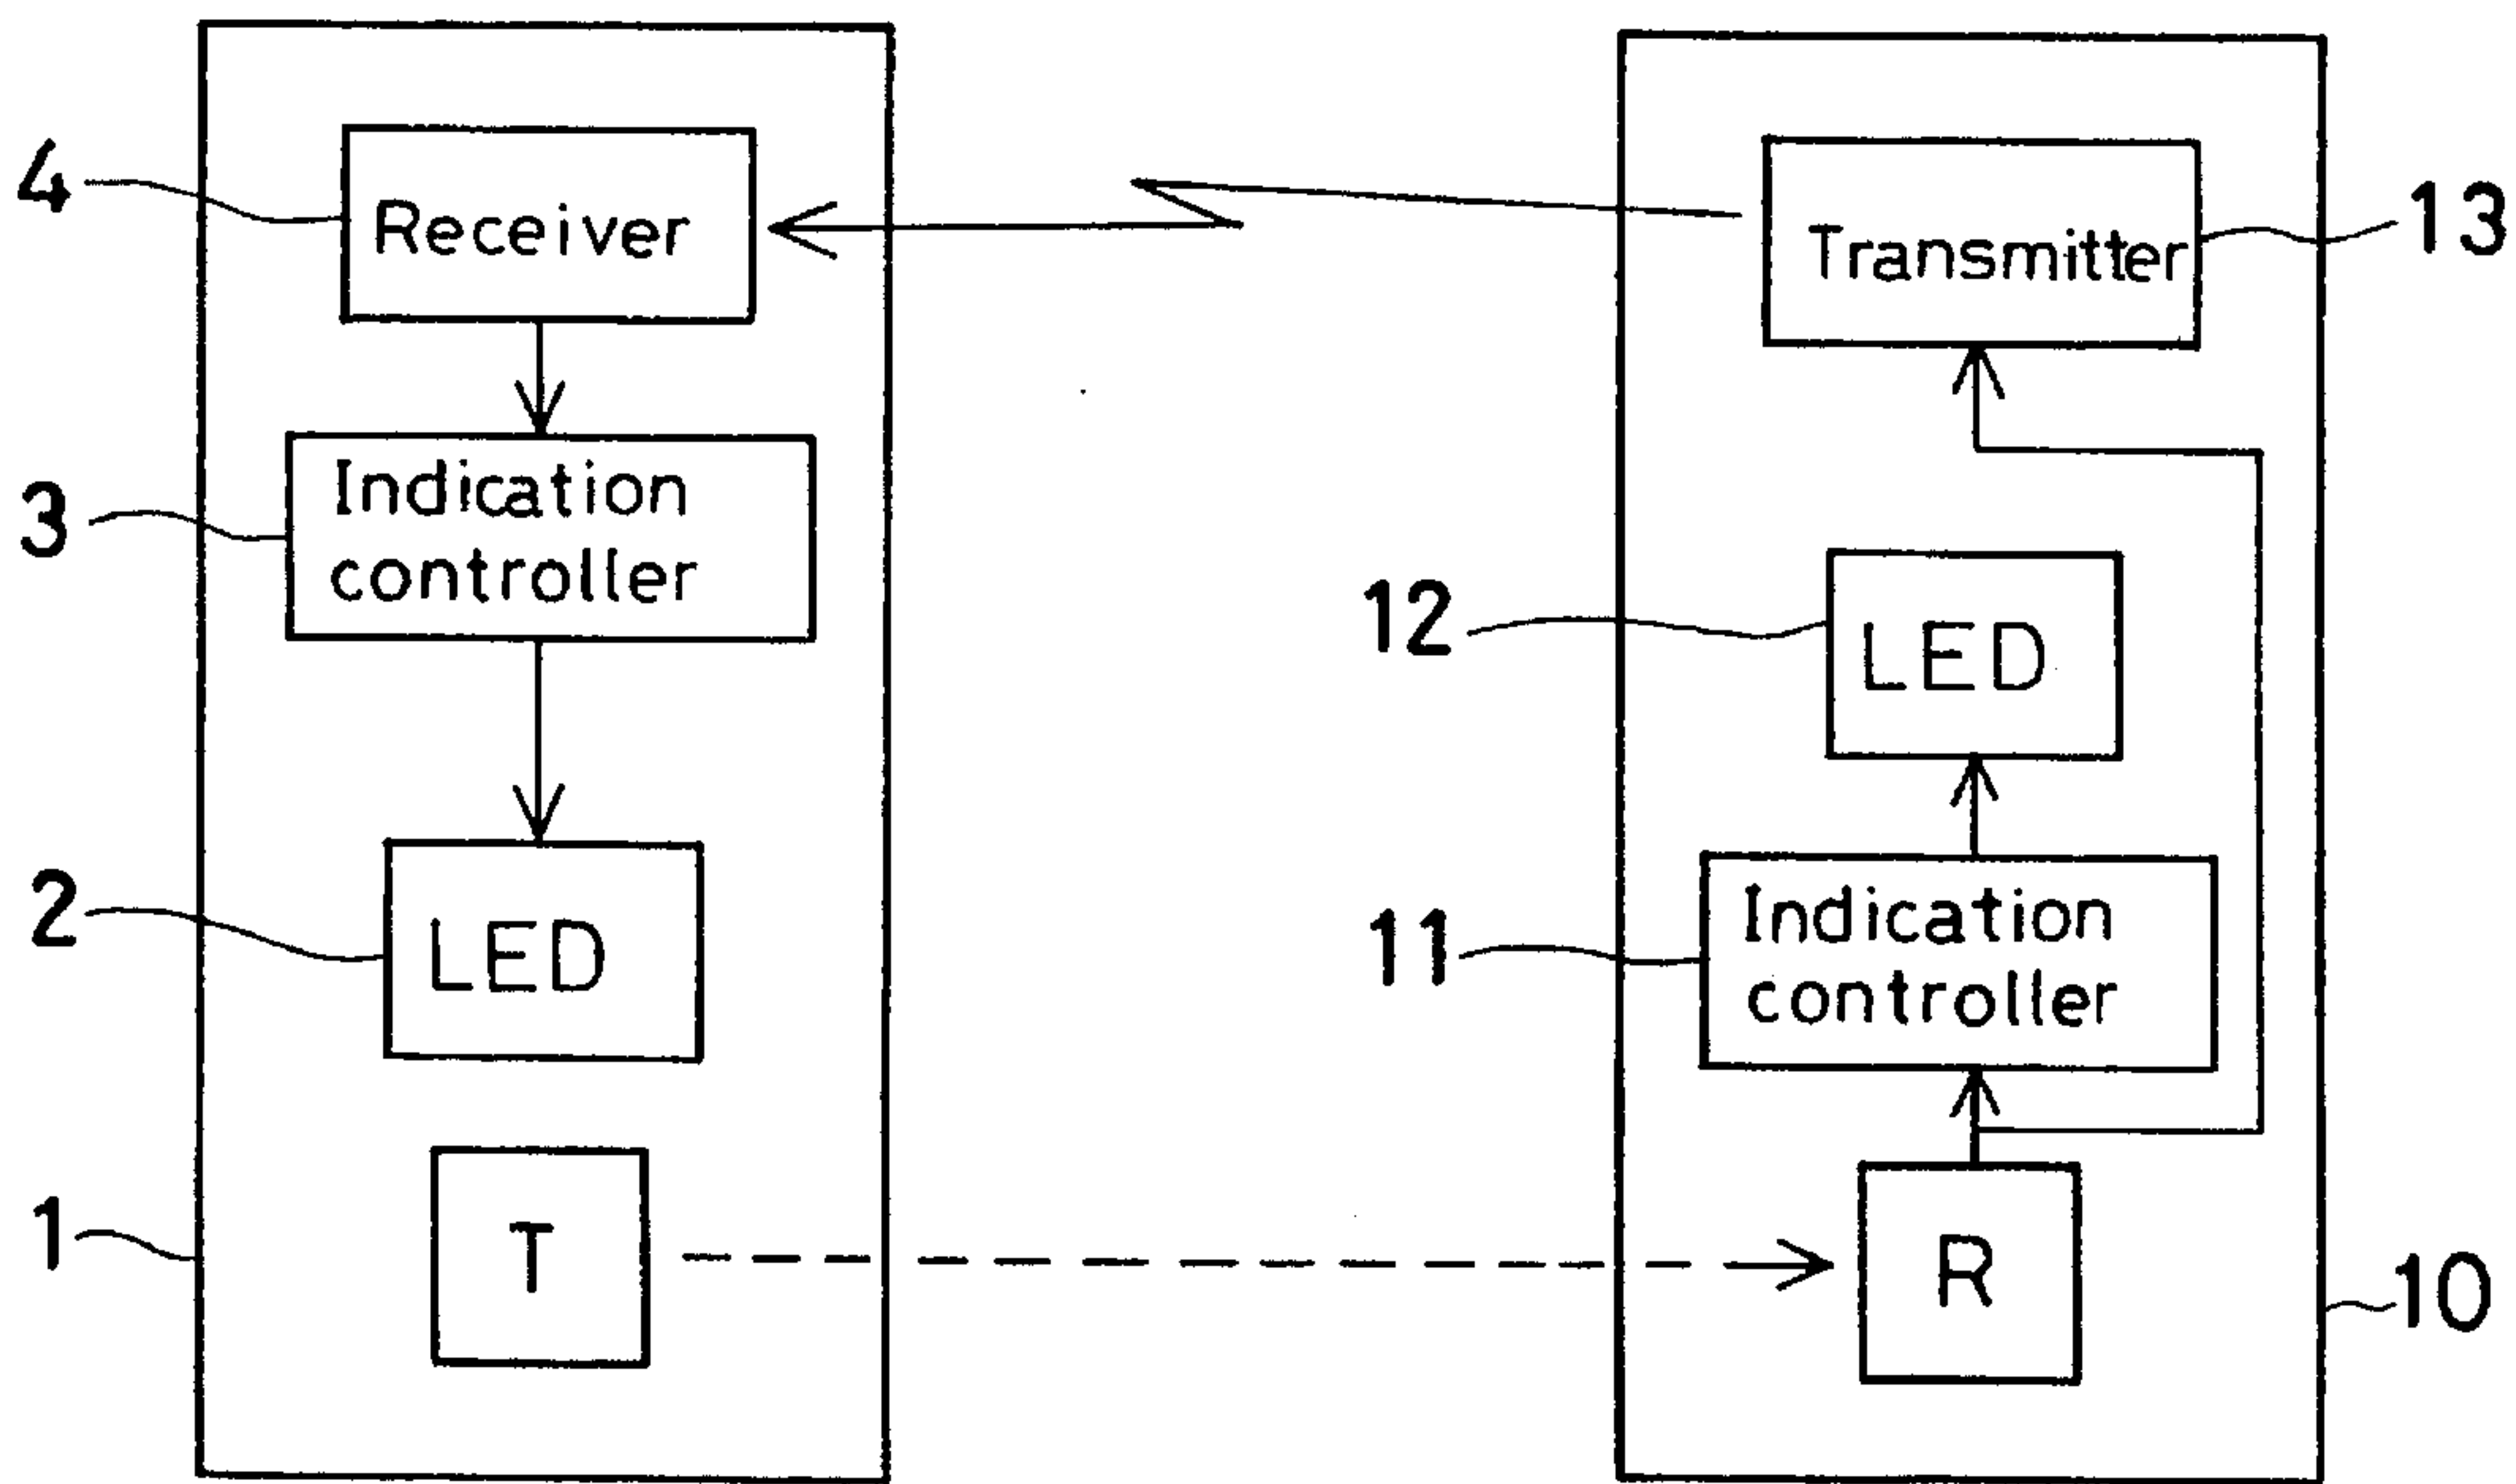 4
Receiver
3
Indication
controller
2
LED
1
T
Transmitter
13
12
LED
11
Indication
controller
R
10